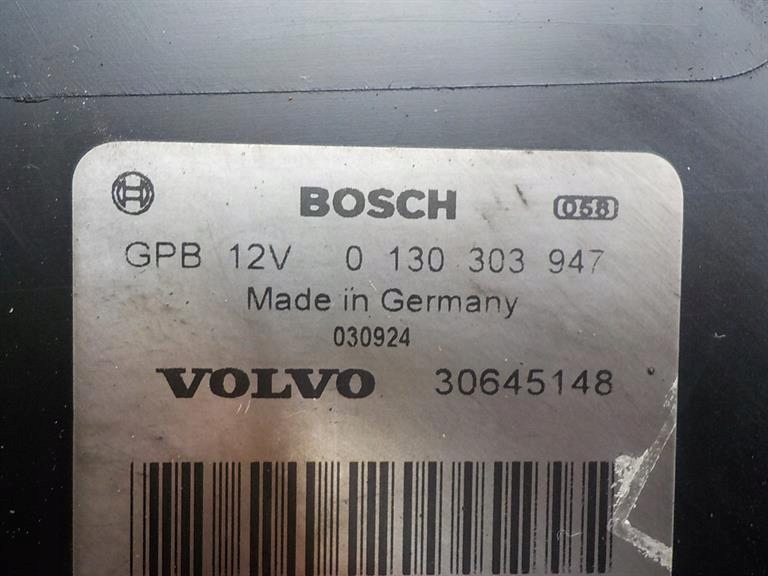 BOSCH 058
GPB 12V 0 130 303 947
Made in Germany
030924
VOLVO 30645148